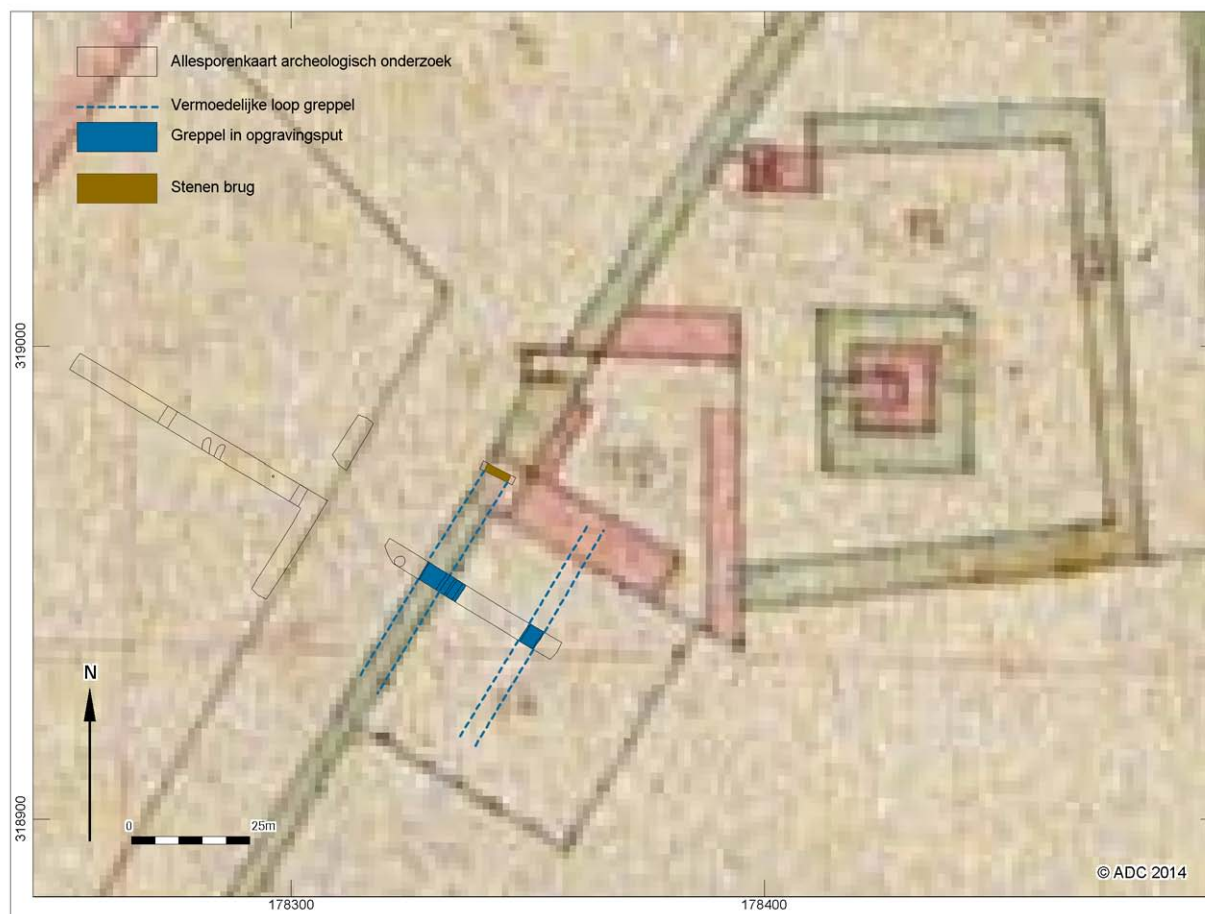 Allesporenkaart archeologisch onderzoek
Vermoedelijke loop greppel
Greppel in opgravingsput
Stenen brug
319000
N
318900
0 25m
© ADC 2014
178300 178400